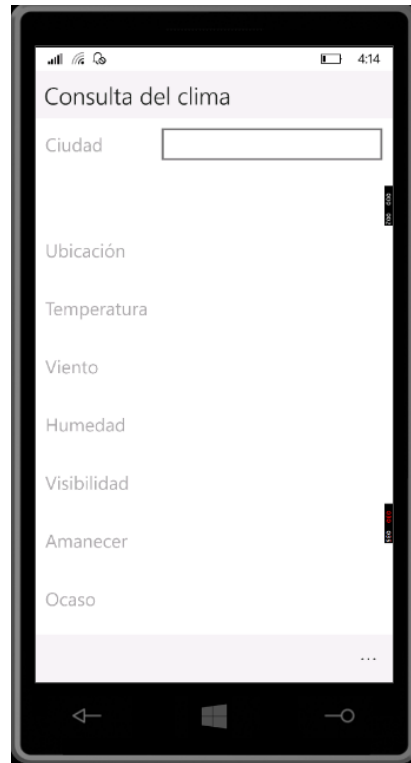 4:14
Consulta del clima
Ciudad
Ubicación
Temperatura
Viento
Humedad
Visibilidad
Amanecer
Ocaso
...